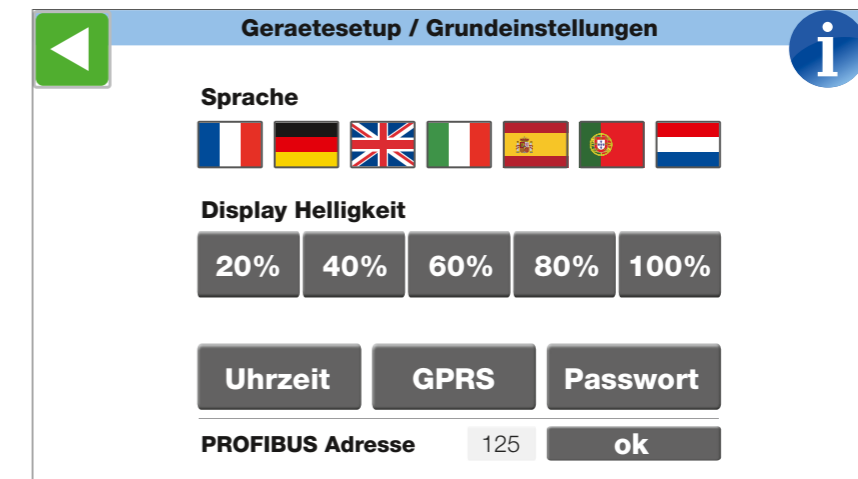 Geraetesetup / Grundeinstellungen
i
Sprache
Display Helligkeit
20% 40% 60% 80% 100%
Uhrzeit GPRS Passwort
PROFIBUS Adresse 125 ok